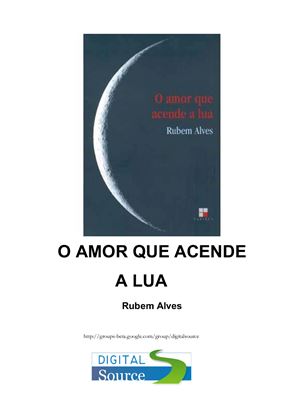 O amor que
acende a lua
Rubem Alves
PAPIRUS
O AMOR QUE ACENDE
A LUA
Rubem Alves
http://groups-beta.google.com/group/digitalsource
DIGITAL
Source